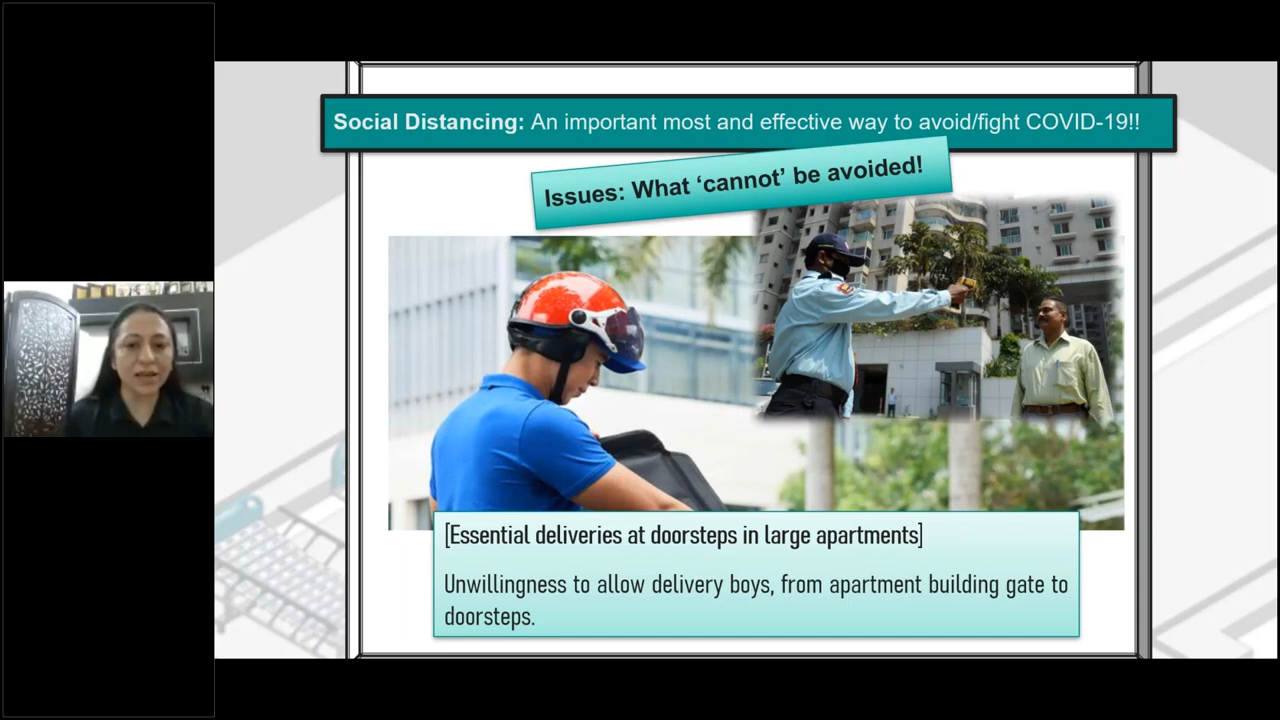 Social Distancing: An important most and effective way to avoid/fight COVID-19!!
Issues: What ‘cannot’ be avoided!
[Essential deliveries at doorsteps in large apartments]
Unwillingness to allow delivery boys, from apartment building gate to
doorsteps.